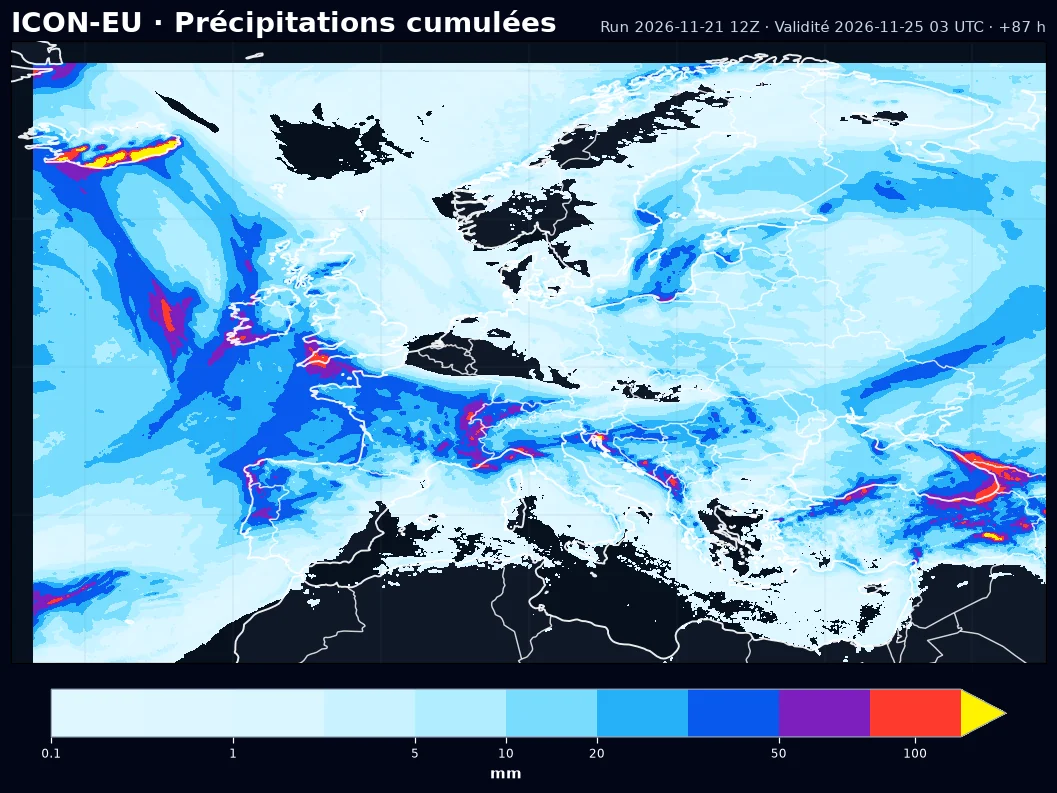 ICON-EU · Précipitations cumulées
Run 2026-11-21 12Z · Validité 2026-11-25 03 UTC · +87 h
0.1 1 5 10 20 50 100
mm